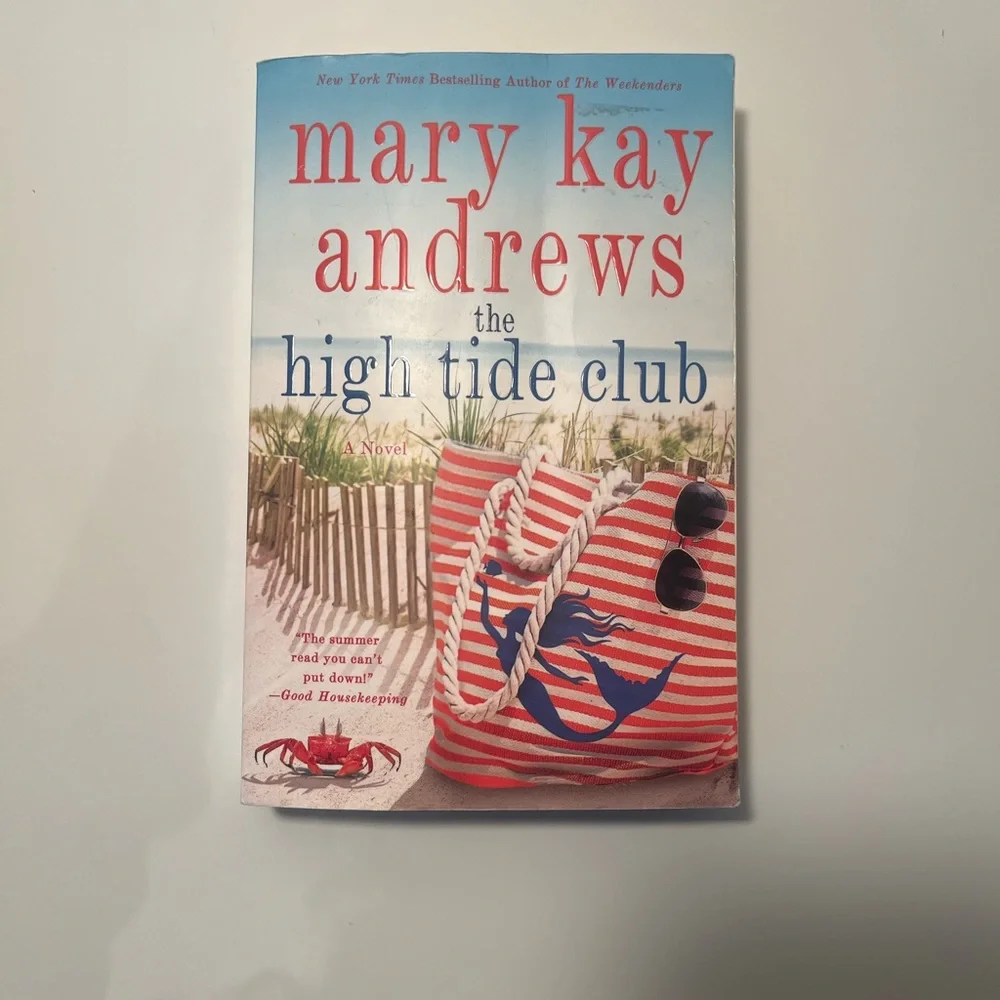 New York Times Bestselling Author of The Weekenders
mary kay
andrews
the
high tide club
A Novel
"The summer
read you can't
put down!"
—Good Housekeeping